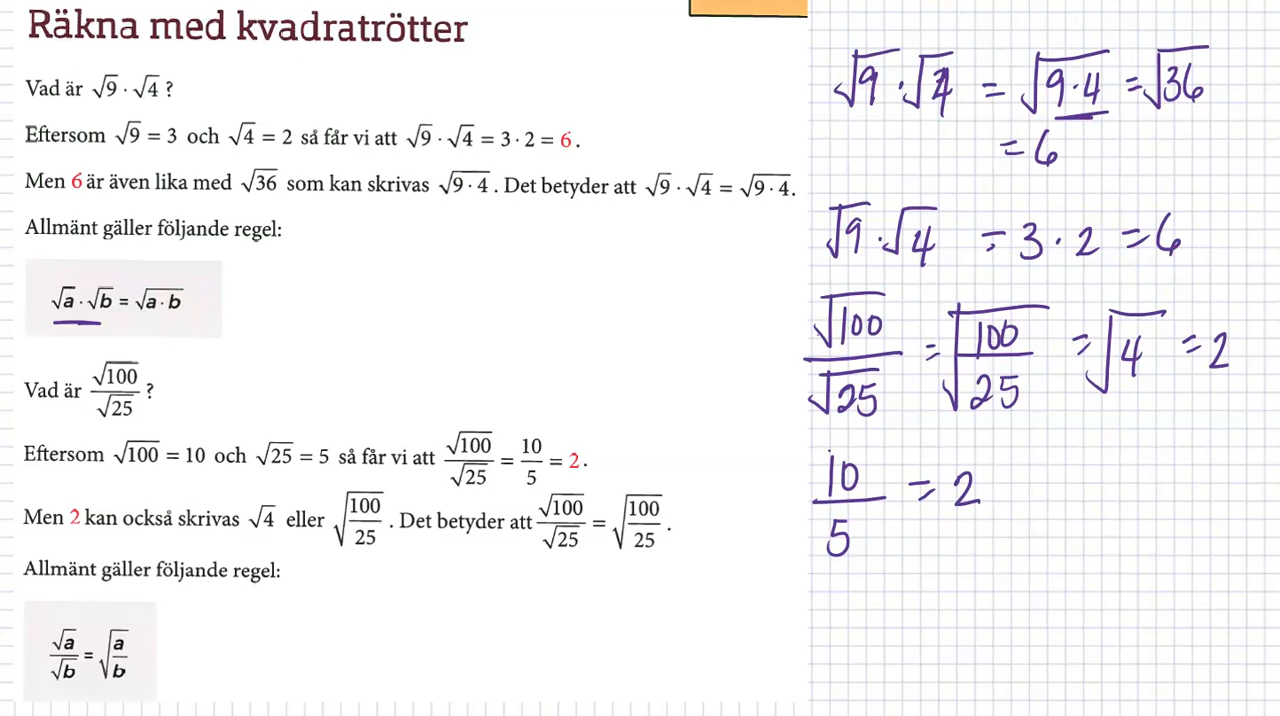 Räkna med kvadratrötter
Vad är √9 · √4 ?
Eftersom √9 = 3 och √4 = 2 så får vi att √9 · √4 = 3 · 2 = 6 .
Men 6 är även lika med √36 som kan skrivas √(9 · 4) . Det betyder att √9 · √4 = √(9 · 4).
Allmänt gäller följande regel:
√a · √b = √(a · b)
Vad är √100/√25 ?
Eftersom √100 = 10 och √25 = 5 så får vi att √100/√25 = 10/5 = 2 .
Men 2 kan också skrivas √4 eller √(100/25) . Det betyder att √100/√25 = √(100/25) .
Allmänt gäller följande regel:
√a/√b = √(a/b)
√9 · √4 = √(9 · 4) = √36
= 6
√9 · √4 = 3 · 2 = 6
√100/√25 = √(100/25) = √4 = 2
10/5 = 2